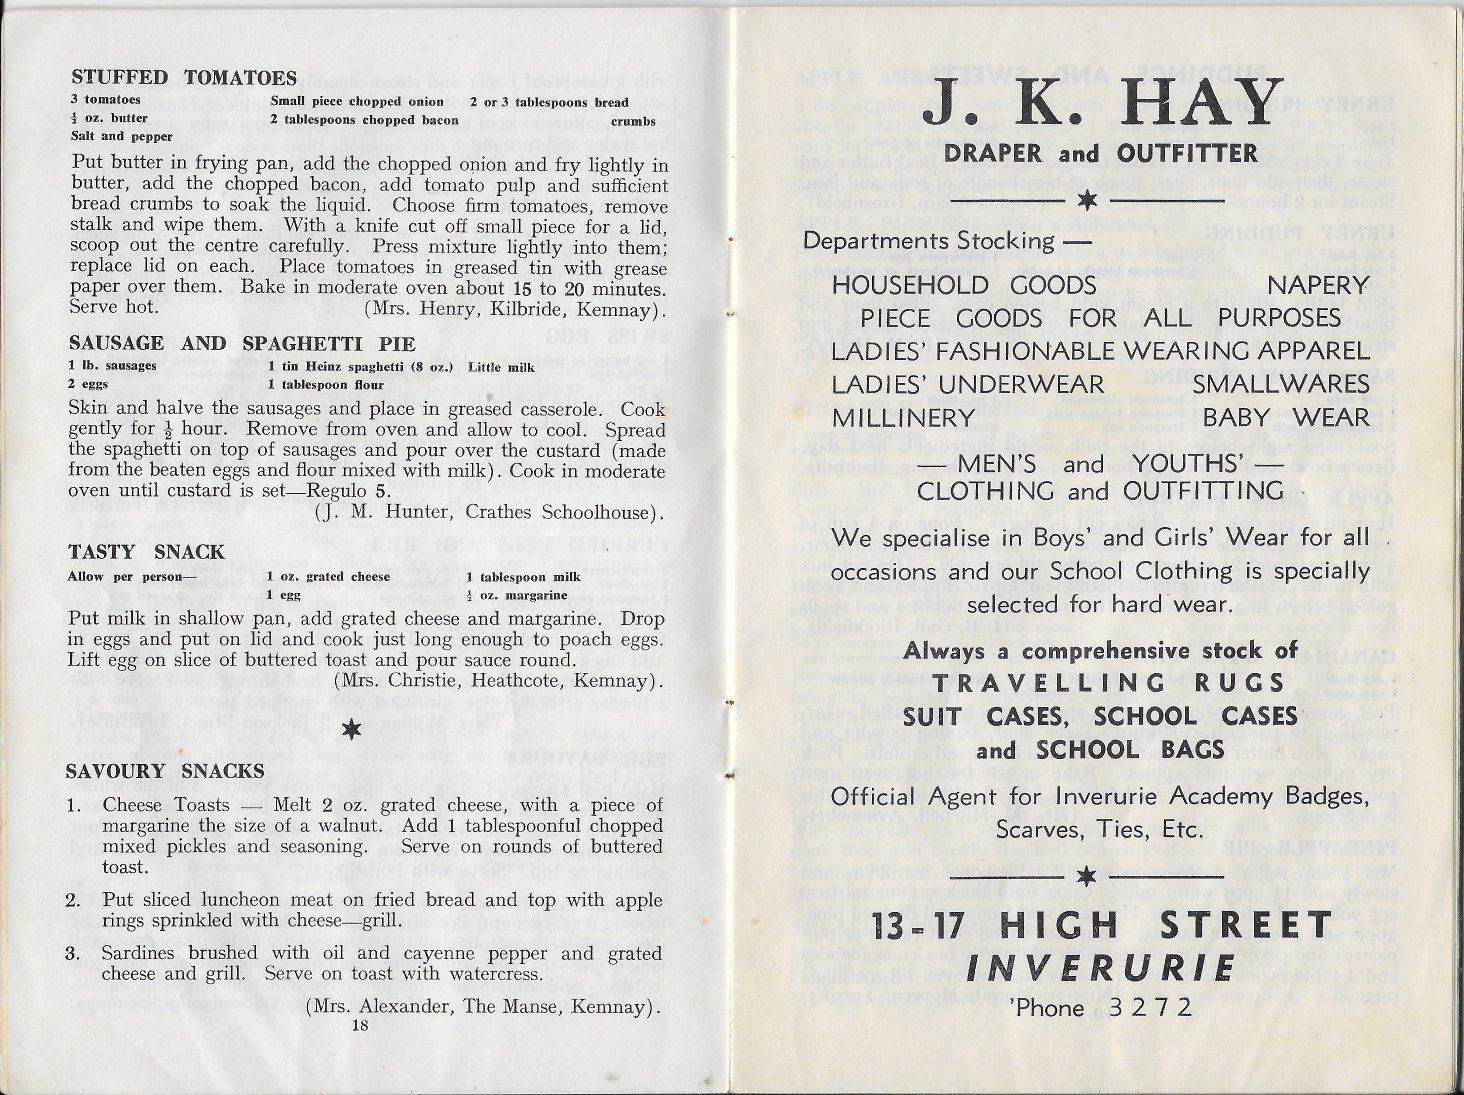 STUFFED TOMATOES
3 tomatoes Small piece chopped onion 2 or 3 tablespoons bread
½ oz. butter 2 tablespoons chopped bacon crumbs
Salt and pepper
Put butter in frying pan, add the chopped onion and fry lightly in
butter, add the chopped bacon, add tomato pulp and sufficient
bread crumbs to soak the liquid. Choose firm tomatoes, remove
stalk and wipe them. With a knife cut off small piece for a lid,
scoop out the centre carefully. Press mixture lightly into them;
replace lid on each. Place tomatoes in greased tin with grease
paper over them. Bake in moderate oven about 15 to 20 minutes.
Serve hot. (Mrs. Henry, Kilbride, Kemnay).
SAUSAGE AND SPAGHETTI PIE
1 lb. sausages 1 tin Heinz spaghetti (8 oz.) Little milk
2 eggs 1 tablespoon flour
Skin and halve the sausages and place in greased casserole. Cook
gently for ½ hour. Remove from oven and allow to cool. Spread
the spaghetti on top of sausages and pour over the custard (made
from the beaten eggs and flour mixed with milk). Cook in moderate
oven until custard is set—Regulo 5.
(J. M. Hunter, Crathes Schoolhouse).
TASTY SNACK
Allow per person— 1 oz. grated cheese 1 tablespoon milk
1 egg ½ oz. margarine
Put milk in shallow pan, add grated cheese and margarine. Drop
in eggs and put on lid and cook just long enough to poach eggs.
Lift egg on slice of buttered toast and pour sauce round.
(Mrs. Christie, Heathcote, Kemnay).
SAVOURY SNACKS
1. Cheese Toasts — Melt 2 oz. grated cheese, with a piece of
margarine the size of a walnut. Add 1 tablespoonful chopped
mixed pickles and seasoning. Serve on rounds of buttered
toast.
2. Put sliced luncheon meat on fried bread and top with apple
rings sprinkled with cheese—grill.
3. Sardines brushed with oil and cayenne pepper and grated
cheese and grill. Serve on toast with watercress.
(Mrs. Alexander, The Manse, Kemnay).
18
J. K. HAY
DRAPER and OUTFITTER
Departments Stocking —
HOUSEHOLD GOODS NAPERY
PIECE GOODS FOR ALL PURPOSES
LADIES' FASHIONABLE WEARING APPAREL
LADIES' UNDERWEAR SMALLWARES
MILLINERY BABY WEAR
— MEN'S and YOUTHS' —
CLOTHING and OUTFITTING
We specialise in Boys' and Girls' Wear for all
occasions and our School Clothing is specially
selected for hard wear.
Always a comprehensive stock of
TRAVELLING RUGS
SUIT CASES, SCHOOL CASES
and SCHOOL BAGS
Official Agent for Inverurie Academy Badges,
Scarves, Ties, Etc.
13-17 HIGH STREET
INVERURIE
'Phone 3272